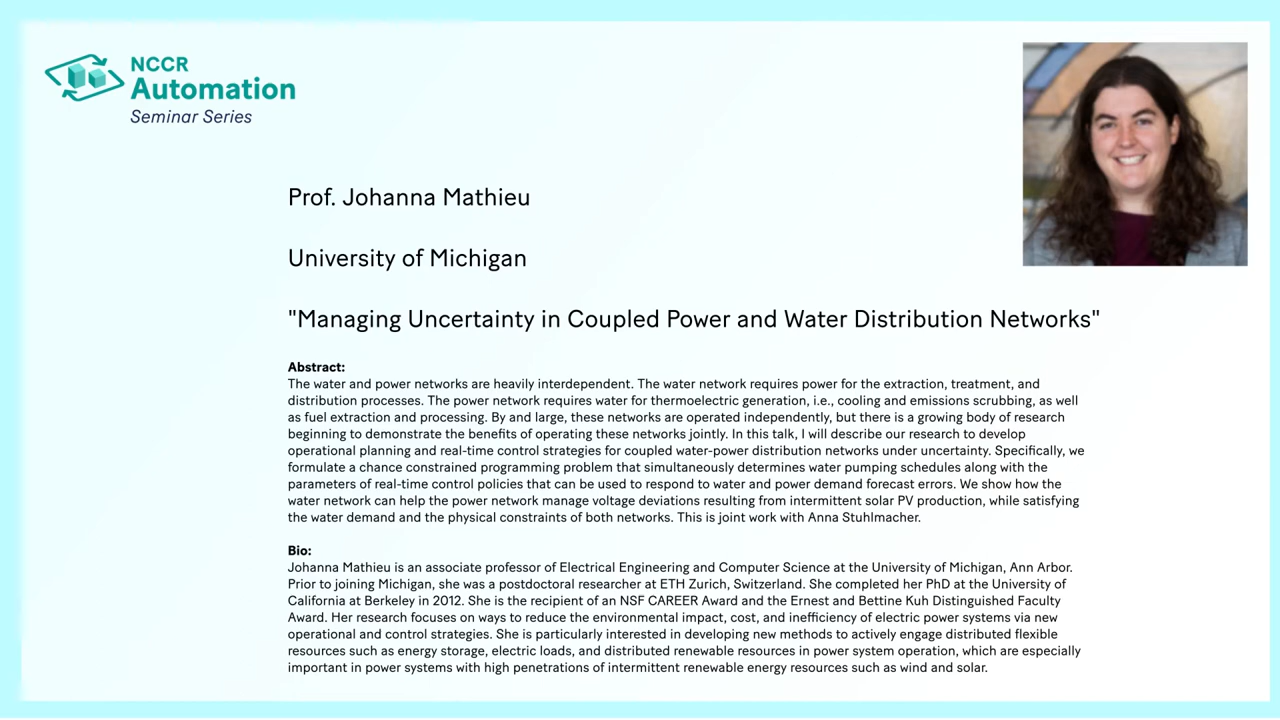 NCCR
Automation
Seminar Series
Prof. Johanna Mathieu
University of Michigan
"Managing Uncertainty in Coupled Power and Water Distribution Networks"
Abstract:
The water and power networks are heavily interdependent. The water network requires power for the extraction, treatment, and
distribution processes. The power network requires water for thermoelectric generation, i.e., cooling and emissions scrubbing, as well
as fuel extraction and processing. By and large, these networks are operated independently, but there is a growing body of research
beginning to demonstrate the benefits of operating these networks jointly. In this talk, I will describe our research to develop
operational planning and real-time control strategies for coupled water-power distribution networks under uncertainty. Specifically, we
formulate a chance constrained programming problem that simultaneously determines water pumping schedules along with the
parameters of real-time control policies that can be used to respond to water and power demand forecast errors. We show how the
water network can help the power network manage voltage deviations resulting from intermittent solar PV production, while satisfying
the water demand and the physical constraints of both networks. This is joint work with Anna Stuhlmacher.
Bio:
Johanna Mathieu is an associate professor of Electrical Engineering and Computer Science at the University of Michigan, Ann Arbor.
Prior to joining Michigan, she was a postdoctoral researcher at ETH Zurich, Switzerland. She completed her PhD at the University of
California at Berkeley in 2012. She is the recipient of an NSF CAREER Award and the Ernest and Bettine Kuh Distinguished Faculty
Award. Her research focuses on ways to reduce the environmental impact, cost, and inefficiency of electric power systems via new
operational and control strategies. She is particularly interested in developing new methods to actively engage distributed flexible
resources such as energy storage, electric loads, and distributed renewable resources in power system operation, which are especially
important in power systems with high penetrations of intermittent renewable energy resources such as wind and solar.